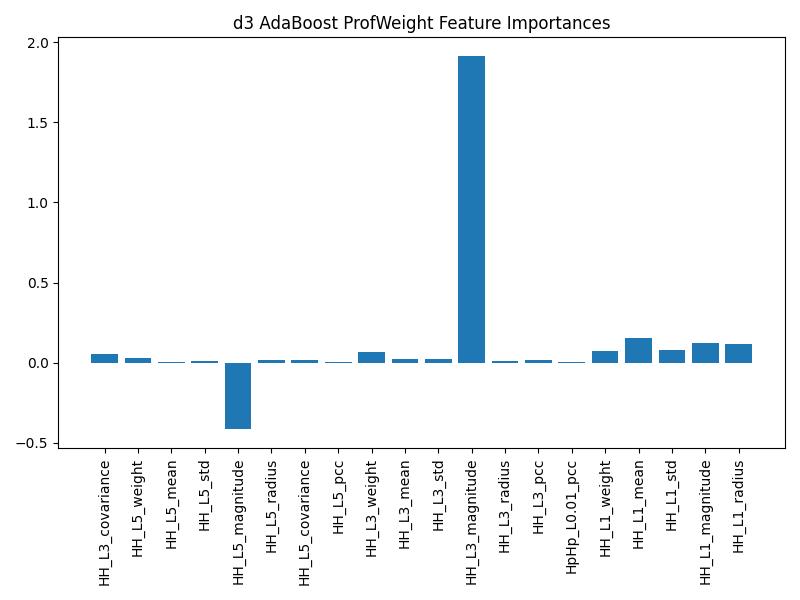 d3 AdaBoost ProfWeight Feature Importances
2.0
1.5
1.0
0.5
0.0
−0.5
HH_L3_covariance
HH_L5_weight
HH_L5_mean
HH_L5_std
HH_L5_magnitude
HH_L5_radius
HH_L5_covariance
HH_L5_pcc
HH_L3_weight
HH_L3_mean
HH_L3_std
HH_L3_magnitude
HH_L3_radius
HH_L3_pcc
HpHp_L0.01_pcc
HH_L1_weight
HH_L1_mean
HH_L1_std
HH_L1_magnitude
HH_L1_radius